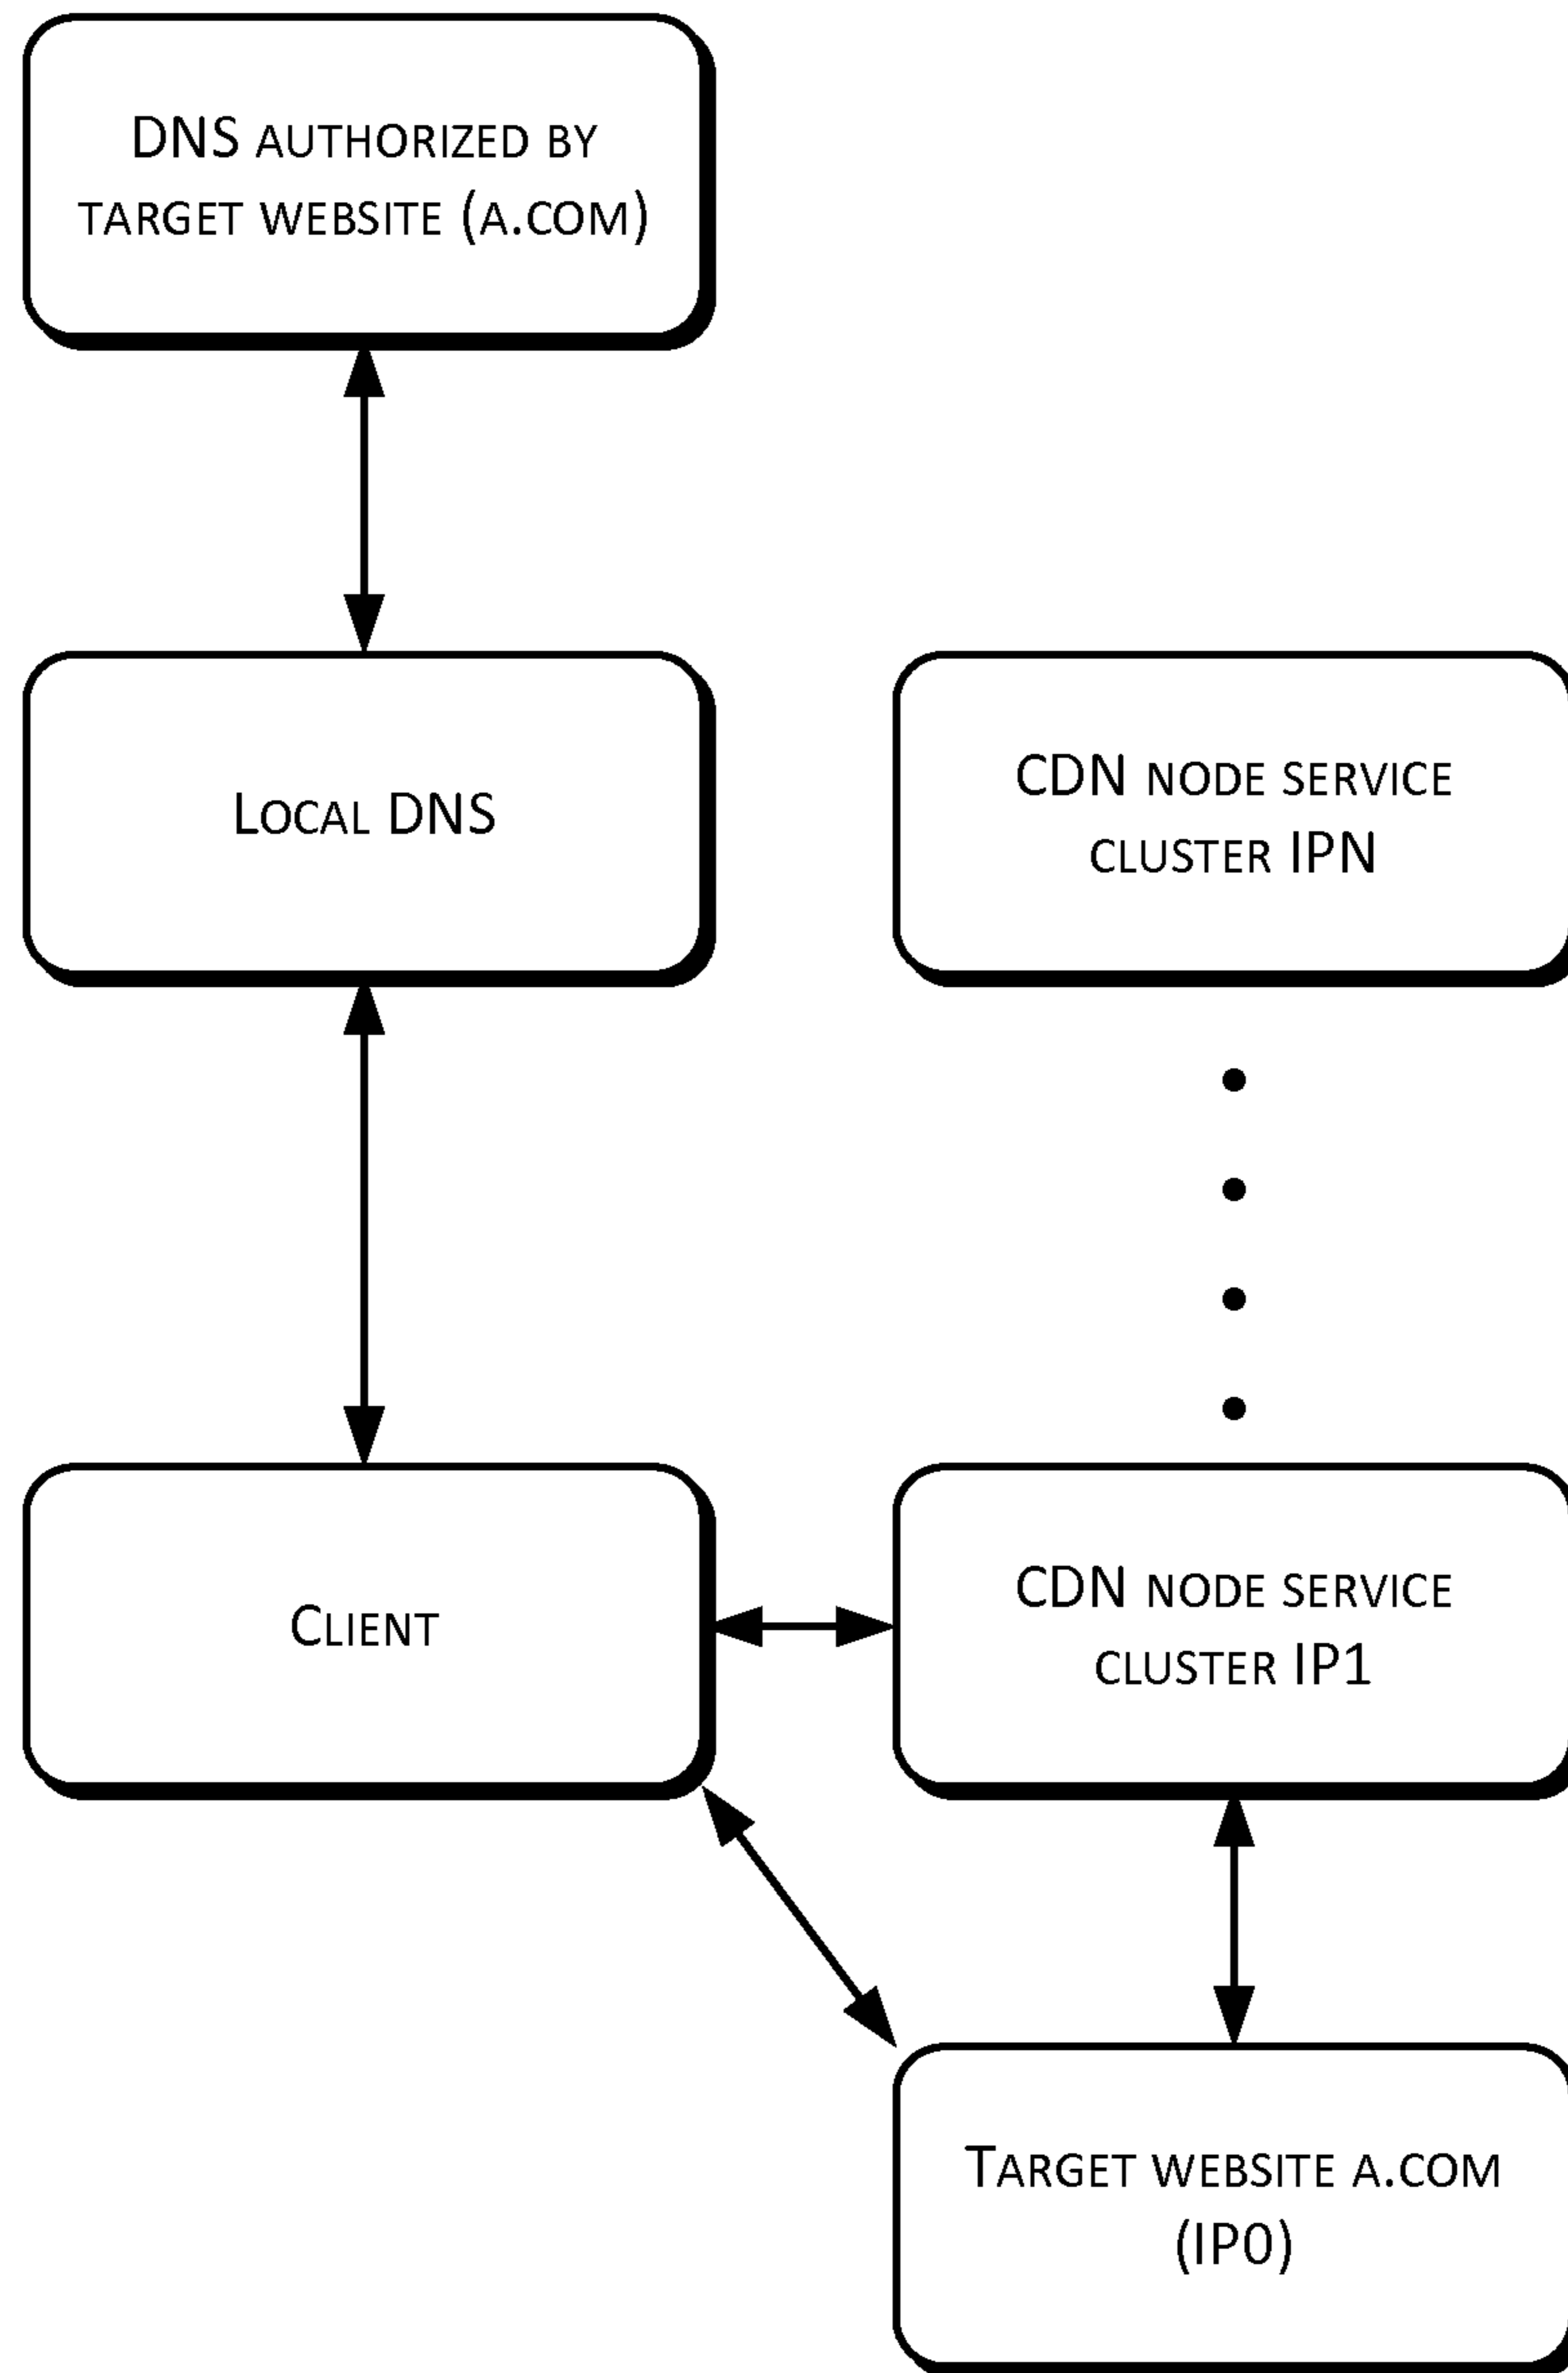 DNS AUTHORIZED BY
TARGET WEBSITE (A.COM)
LOCAL DNS
CDN NODE SERVICE
CLUSTER IPN
CLIENT
CDN NODE SERVICE
CLUSTER IP1
TARGET WEBSITE A.COM
(IP0)